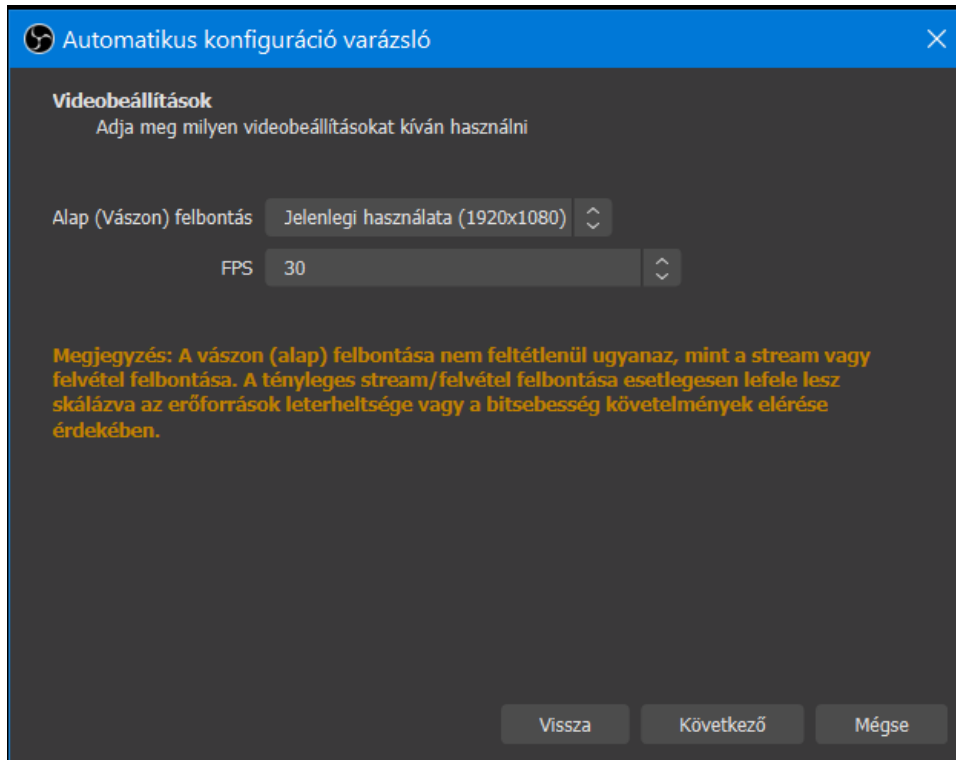 Automatikus konfiguráció varázsló
Videobeállítások
Adja meg milyen videobeállításokat kíván használni
Alap (Vászon) felbontás Jelenlegi használata (1920x1080)
FPS 30
Megjegyzés: A vászon (alap) felbontása nem feltétlenül ugyanaz, mint a stream vagy
felvétel felbontása. A tényleges stream/felvétel felbontása esetlegesen lefele lesz
skálázva az erőforrások leterheltsége vagy a bitsebesség követelmények elérése
érdekében.
Vissza Következő Mégse